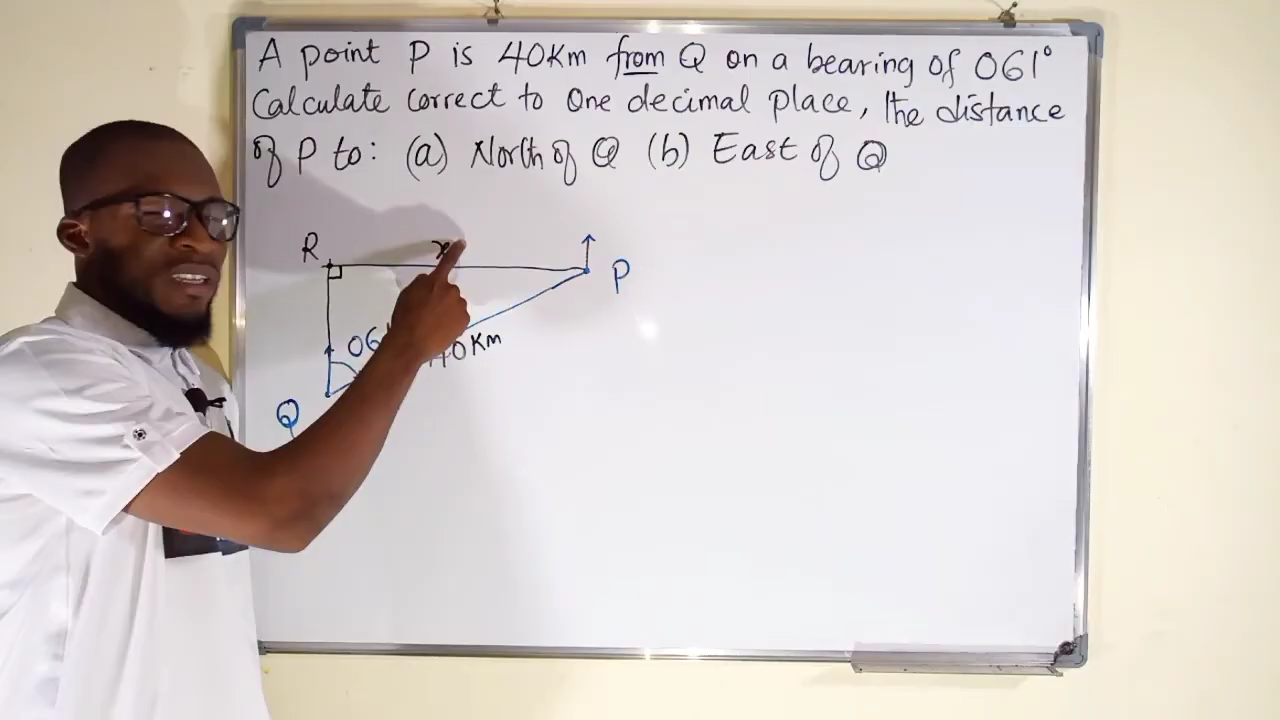 A point P is 40Km from Q on a bearing of 061°
Calculate correct to one decimal place, the distance
of P to: (a) North of Q (b) East of Q
R
P
40Km
Q